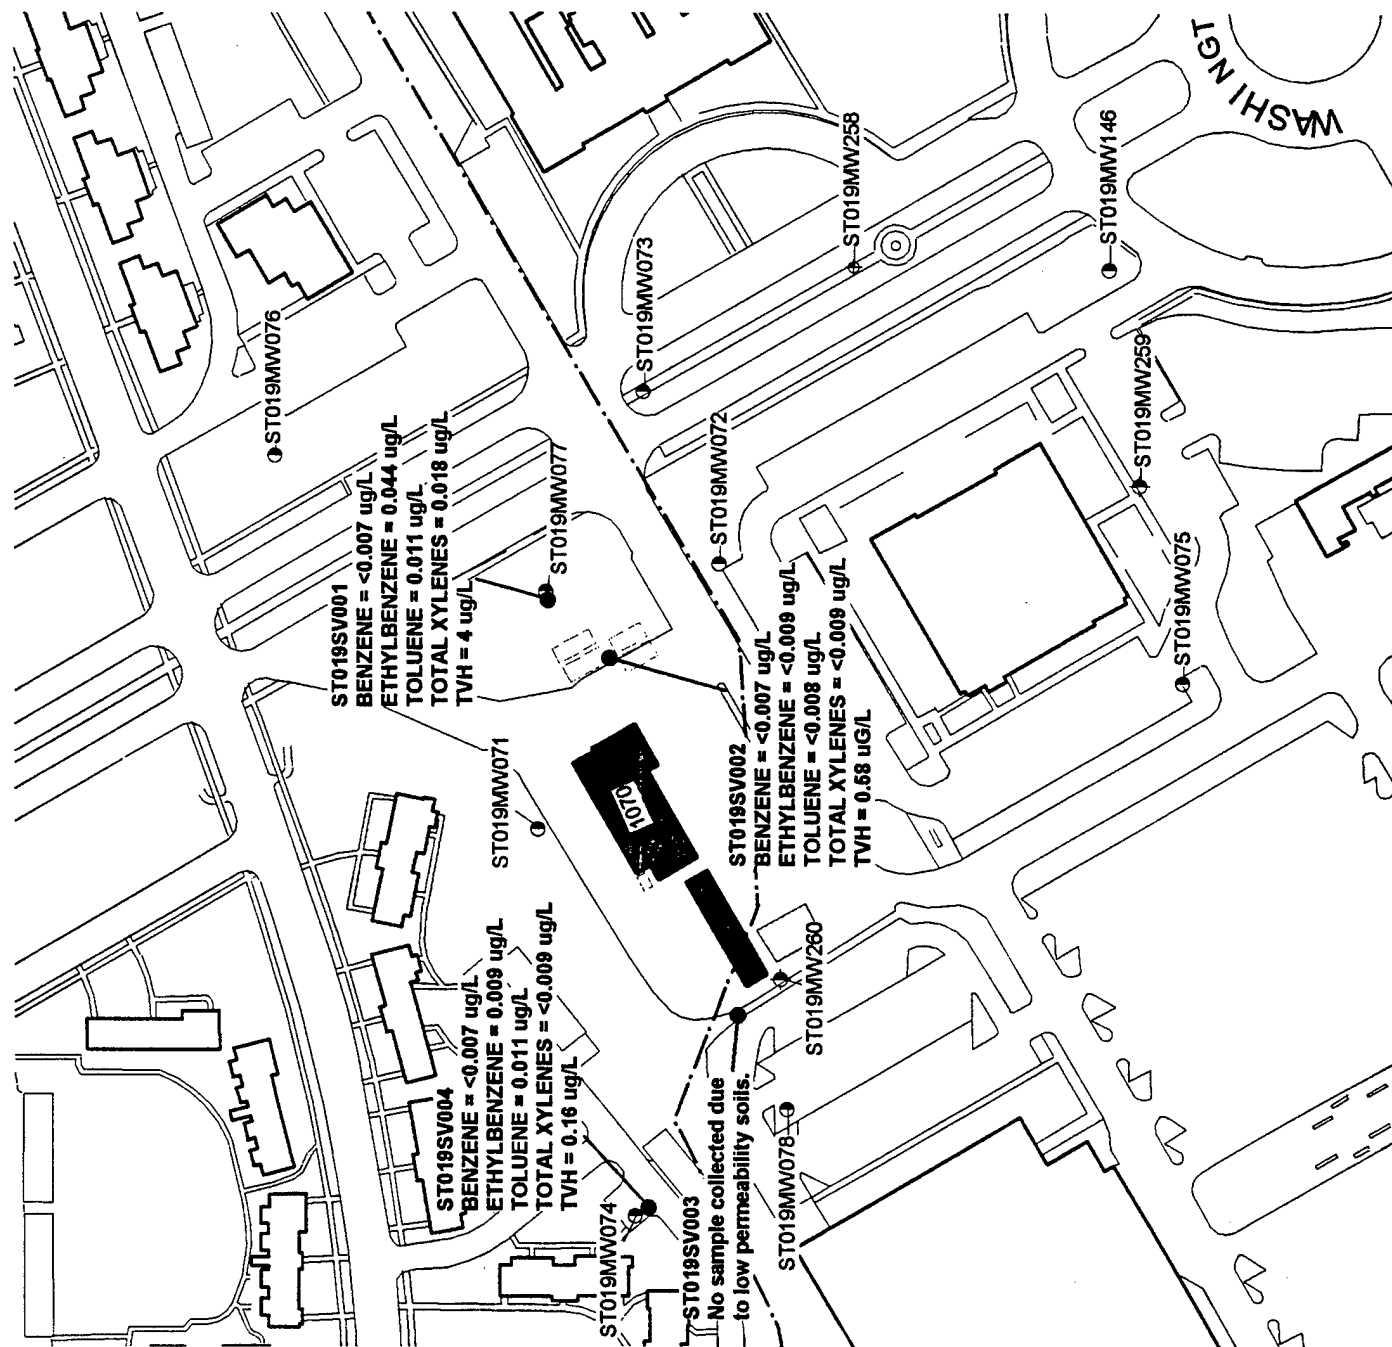 WASHINGT
ST019MW258
ST019MW146
ST019MW073
ST019MW076
ST019MW259
ST019MW072
ST019MW077
ST019MW075
ST019SV001
BENZENE = <0.007 ug/L
ETHYLBENZENE = 0.044 ug/L
TOLUENE = 0.011 ug/L
TOTAL XYLENES = 0.018 ug/L
TVH = 4 ug/L
ST019MW071
1070
ST019SV002
BENZENE = <0.007 ug/L
ETHYLBENZENE = <0.009 ug/L
TOLUENE = <0.008 ug/L
TOTAL XYLENES = <0.009 ug/L
TVH = 0.58 uG/L
ST019MW260
ST019SV004
BENZENE = <0.007 ug/L
ETHYLBENZENE = 0.009 ug/L
TOLUENE = 0.011 ug/L
TOTAL XYLENES = <0.009 ug/L
TVH = 0.16 ug/L
ST019MW078
ST019MW074
ST019SV003
No sample collected due
to low permeability soils.